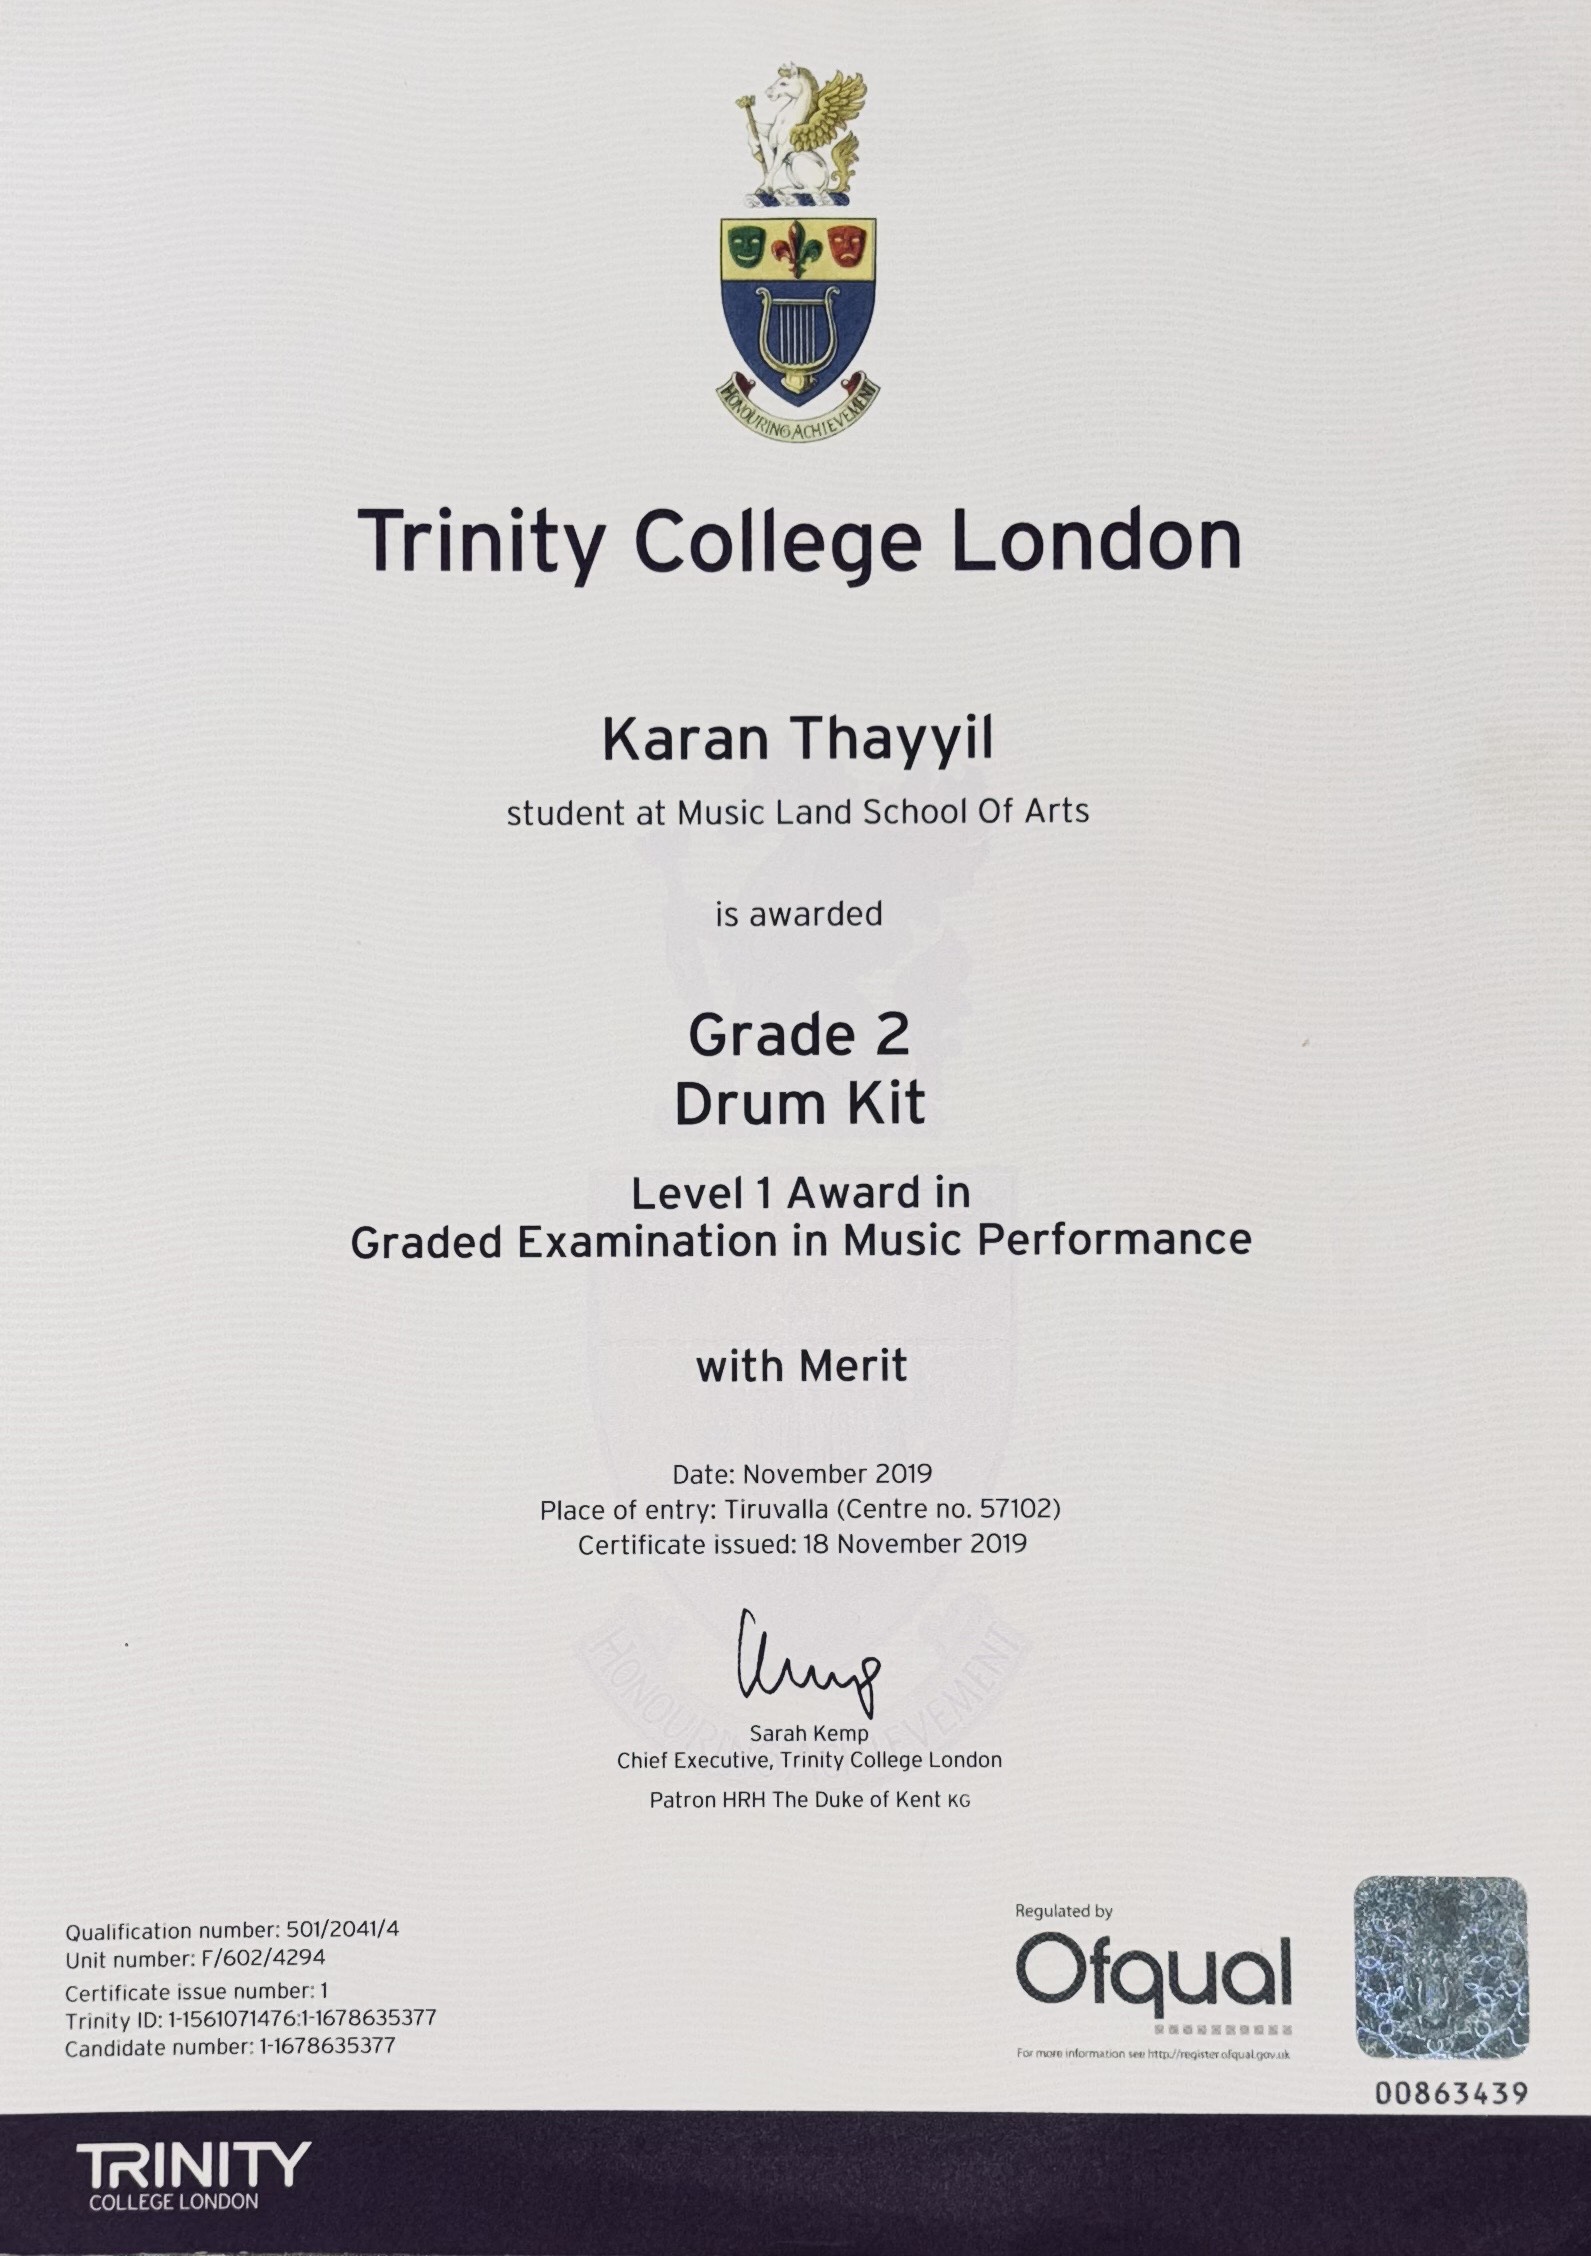 HONOURING ACHIEVEMENT
Trinity College London
Karan Thayyil
student at Music Land School Of Arts
is awarded
Grade 2
Drum Kit
Level 1 Award in
Graded Examination in Music Performance
with Merit
Date: November 2019
Place of entry: Tiruvalla (Centre no. 57102)
Certificate issued: 18 November 2019
HONOURING ACHIEVEMENT
Sarah Kemp
Chief Executive, Trinity College London
Patron HRH The Duke of Kent KG
Qualification number: 501/2041/4
Unit number: F/602/4294
Certificate issue number: 1
Trinity ID: 1-1561071476:1-1678635377
Candidate number: 1-1678635377
Regulated by
Ofqual
For more information see http://register.ofqual.gov.uk
00863439
TRINITY
COLLEGE LONDON